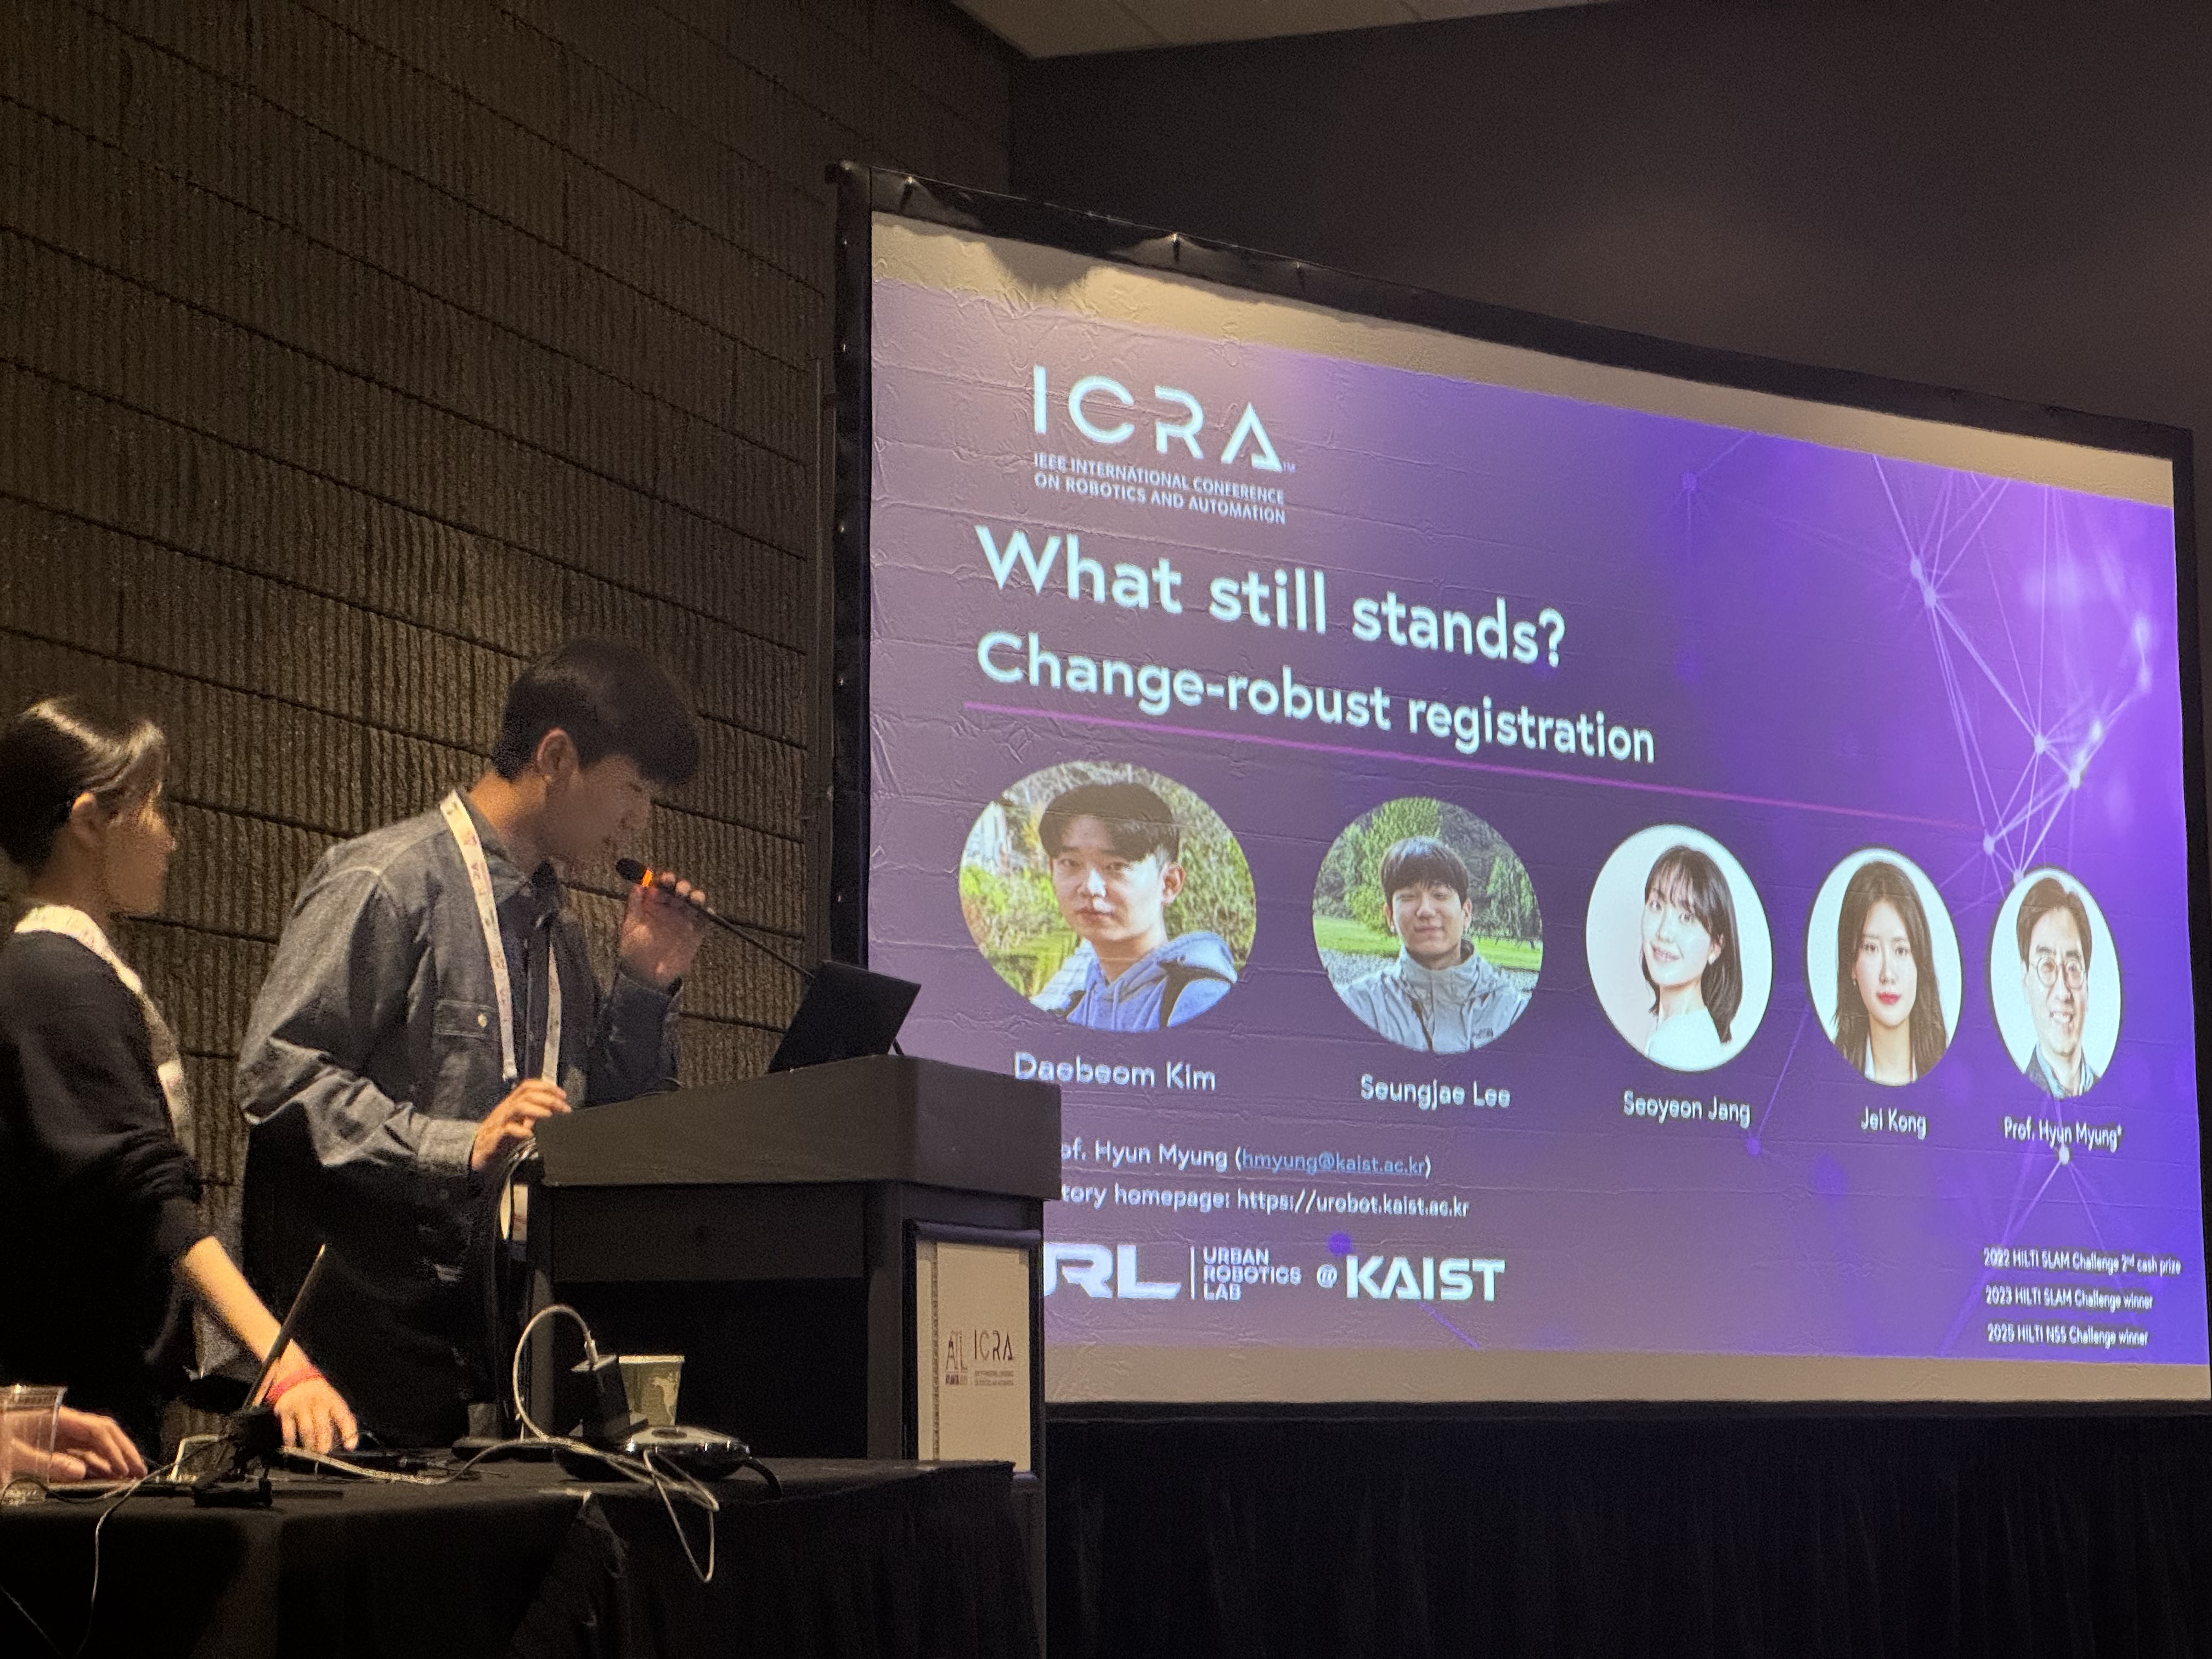 ICRA™
IEEE INTERNATIONAL CONFERENCE
ON ROBOTICS AND AUTOMATION
What still stands?
Change-robust registration
Daebeom Kim
Seungjae Lee
Seoyeon Jang
Jei Kong
Prof. Hyun Myung*
of. Hyun Myung (hmyung@kaist.ac.kr)
tory homepage: https://urobot.kaist.ac.kr
URL
URBAN
ROBOTICS
LAB
@ KAIST
2022 HILTI SLAM Challenge 2nd cash prize
2023 HILTI SLAM Challenge winner
2025 HILTI NSS Challenge winner
ATL
ICRA